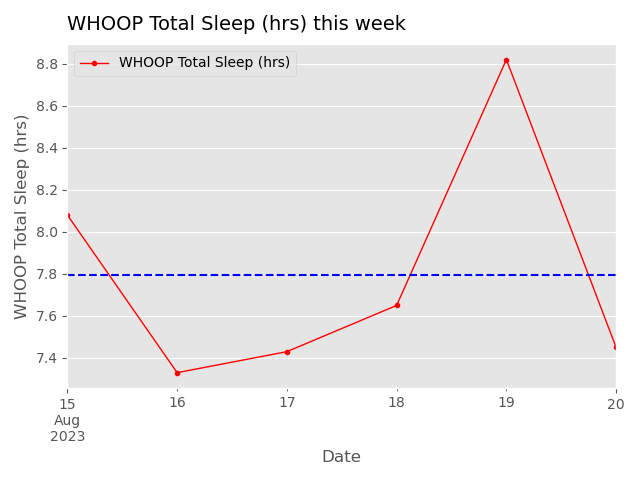 WHOOP Total Sleep (hrs) this week
WHOOP Total Sleep (hrs)
WHOOP Total Sleep (hrs)
8.8
8.6
8.4
8.2
8.0
7.8
7.6
7.4
15 16 17 18 19 20
Aug
2023
Date